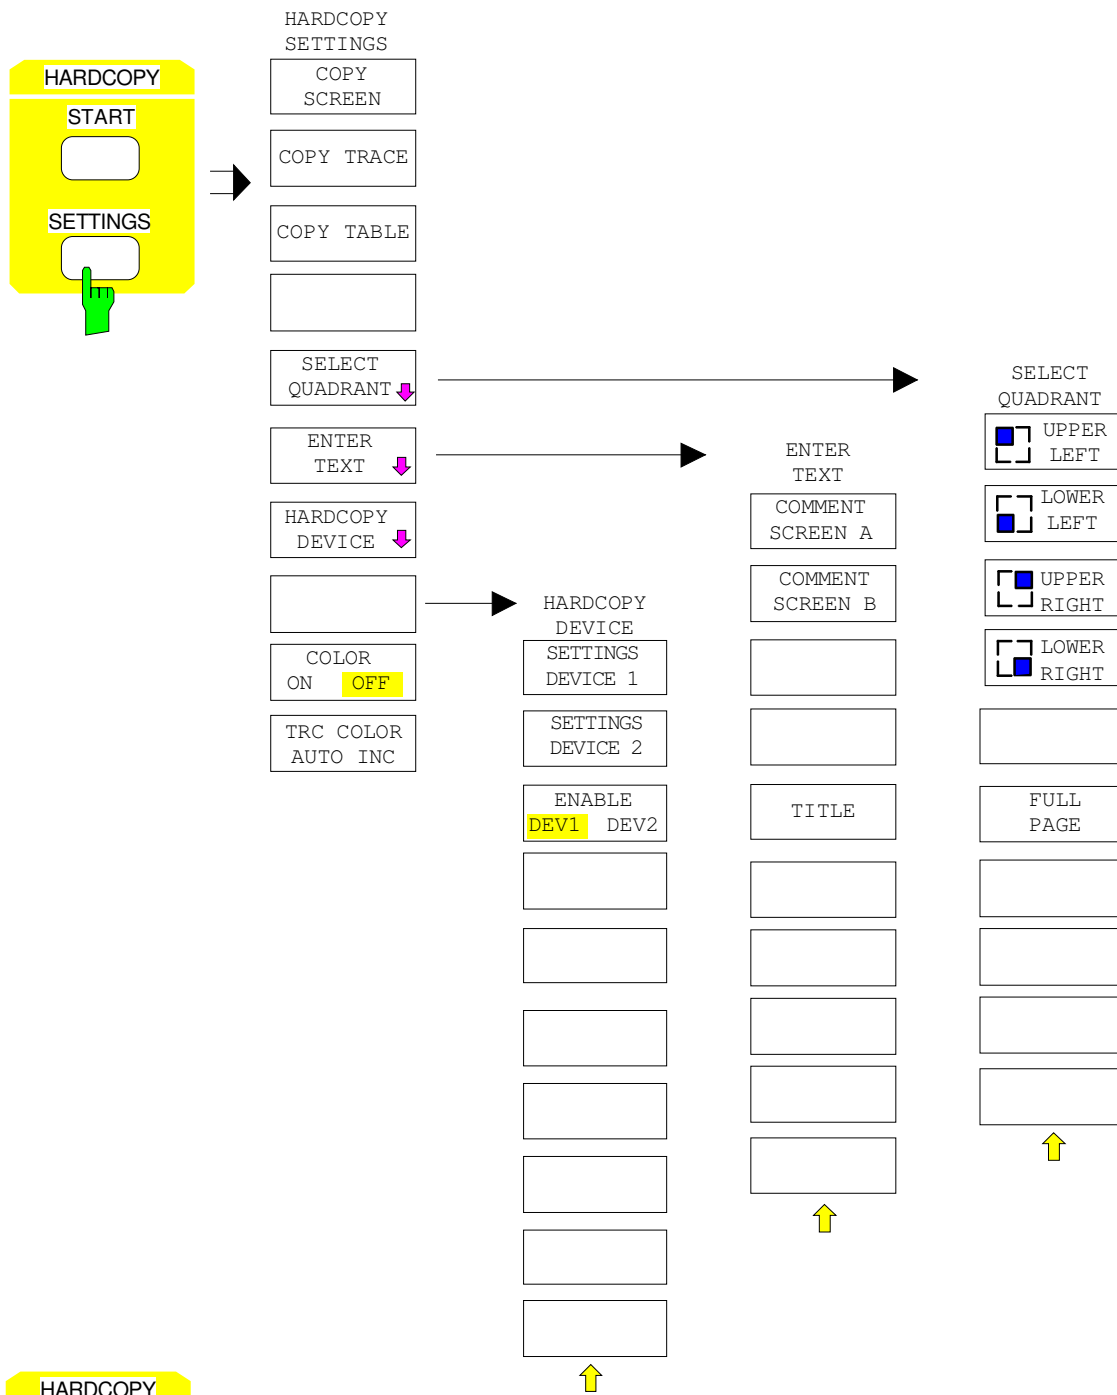 HARDCOPY
START
SETTINGS
HARDCOPY
SETTINGS
COPY
SCREEN
COPY TRACE
COPY TABLE
SELECT
QUADRANT
ENTER
TEXT
HARDCOPY
DEVICE
COLOR
ON OFF
TRC COLOR
AUTO INC
HARDCOPY
DEVICE
SETTINGS
DEVICE 1
SETTINGS
DEVICE 2
ENABLE
DEV1 DEV2
ENTER
TEXT
COMMENT
SCREEN A
COMMENT
SCREEN B
TITLE
SELECT
QUADRANT
UPPER
LEFT
LOWER
LEFT
UPPER
RIGHT
LOWER
RIGHT
FULL
PAGE
HARDCOPY